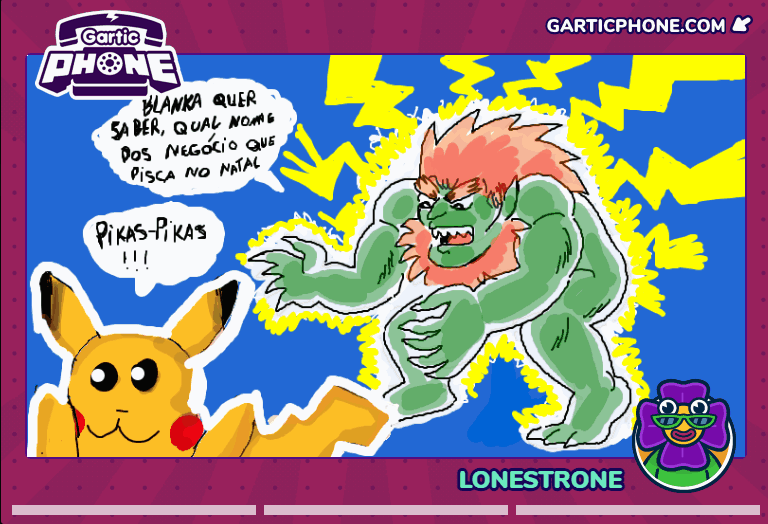 Gartic
PHONE
GARTICPHONE.COM
BLANKA QUER
SABER, QUAL NOME
DOS NEGÓCIO QUE
PISCA NO NATAL
PIKAS-PIKAS
!!!
LONESTRONE